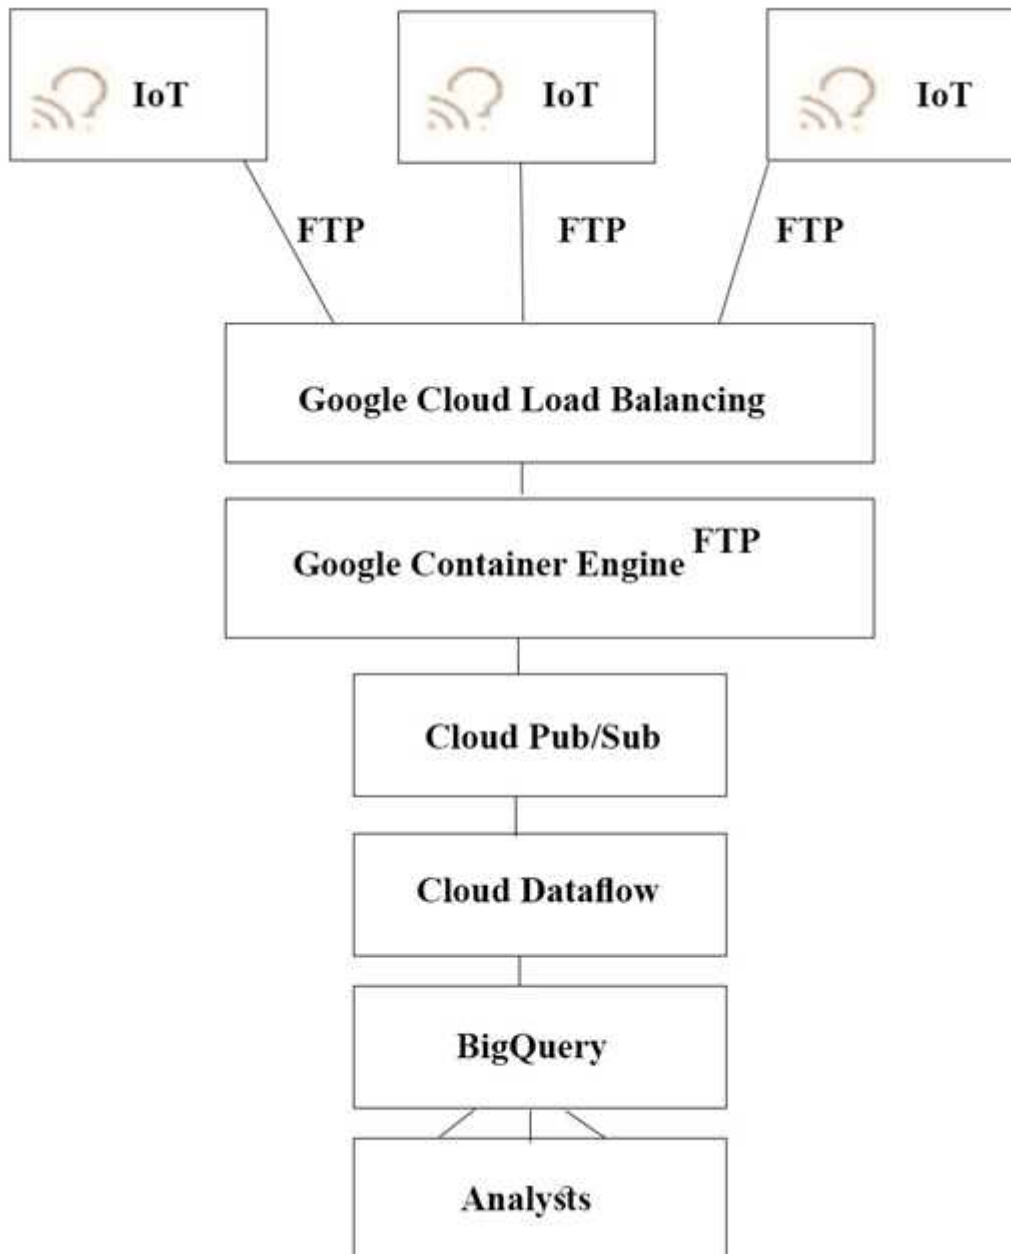 IoT
IoT
IoT
FTP
FTP
FTP
Google Cloud Load Balancing
Google Container Engine FTP
Cloud Pub/Sub
Cloud Dataflow
BigQuery
Analysts